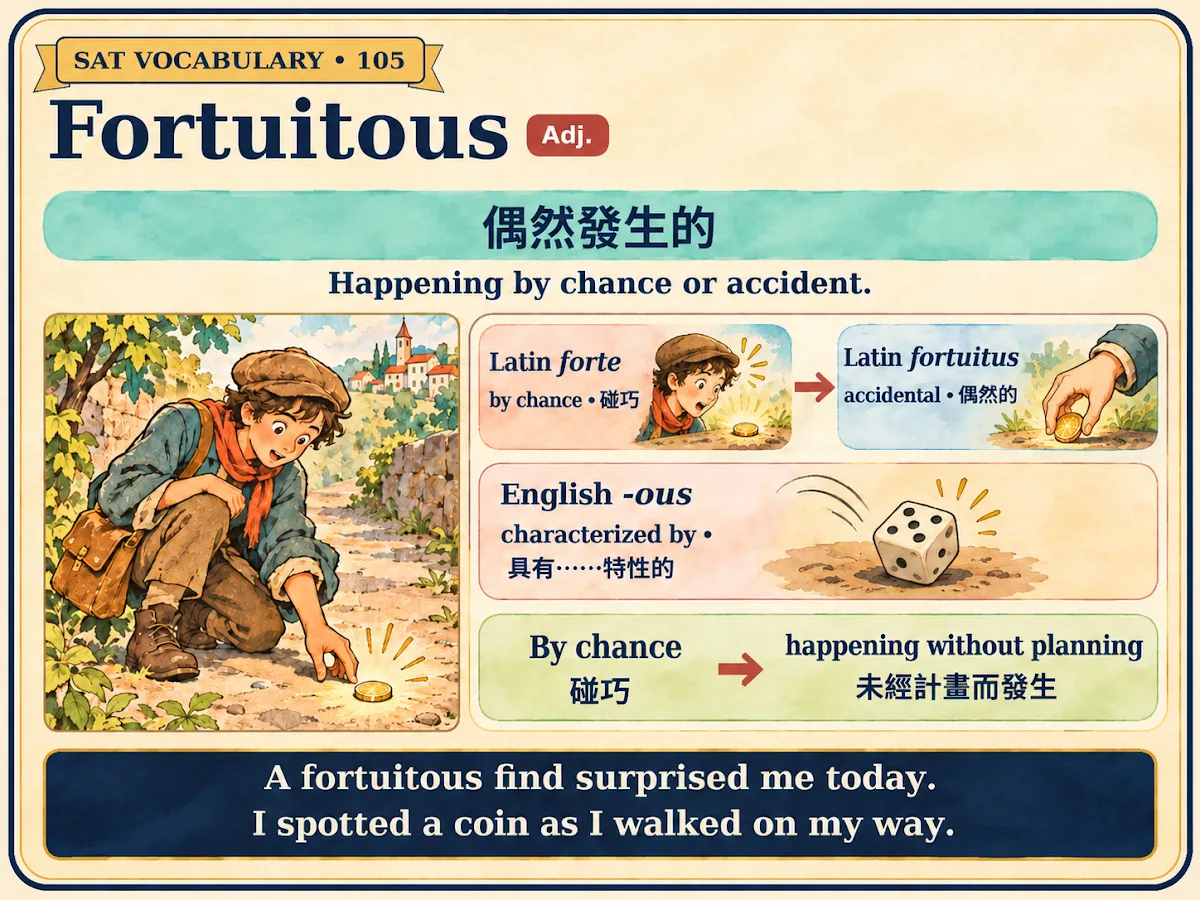 SAT VOCABULARY • 105
Fortuitous
Adj.
偶然發生的
Happening by chance or accident.
Latin forte
by chance • 碰巧
Latin fortuitus
accidental • 偶然的
English -ous
characterized by •
具有……特性的
By chance
碰巧
happening without planning
未經計畫而發生
A fortuitous find surprised me today.
I spotted a coin as I walked on my way.